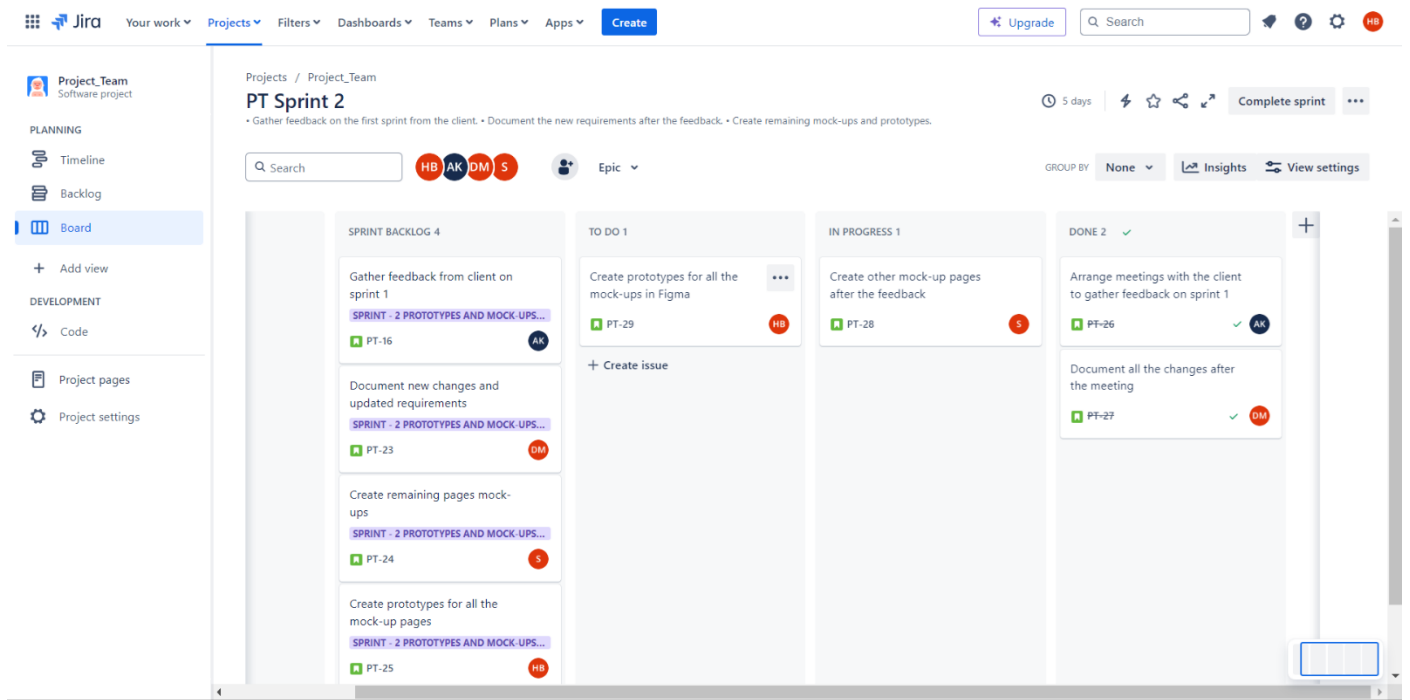 Jira
Your work
Projects
Filters
Dashboards
Teams
Plans
Apps
Create
Upgrade
Search
HB
Project_Team
Software project
PLANNING
Timeline
Backlog
Board
Add view
DEVELOPMENT
Code
Project pages
Project settings
Projects / Project_Team
PT Sprint 2
• Gather feedback on the first sprint from the client. • Document the new requirements after the feedback. • Create remaining mock-ups and prototypes.
5 days
Complete sprint
Search
HB AK DM S
Epic
GROUP BY None
Insights
View settings
SPRINT BACKLOG 4
Gather feedback from client on
sprint 1
SPRINT - 2 PROTOTYPES AND MOCK-UPS...
PT-16
AK
Document new changes and
updated requirements
SPRINT - 2 PROTOTYPES AND MOCK-UPS...
PT-23
DM
Create remaining pages mock-
ups
SPRINT - 2 PROTOTYPES AND MOCK-UPS...
PT-24
S
Create prototypes for all the
mock-up pages
SPRINT - 2 PROTOTYPES AND MOCK-UPS...
PT-25
HB
TO DO 1
Create prototypes for all the
mock-ups in Figma
PT-29
HB
+ Create issue
IN PROGRESS 1
Create other mock-up pages
after the feedback
PT-28
S
DONE 2
Arrange meetings with the client
to gather feedback on sprint 1
PT-26
AK
Document all the changes after
the meeting
PT-27
DM